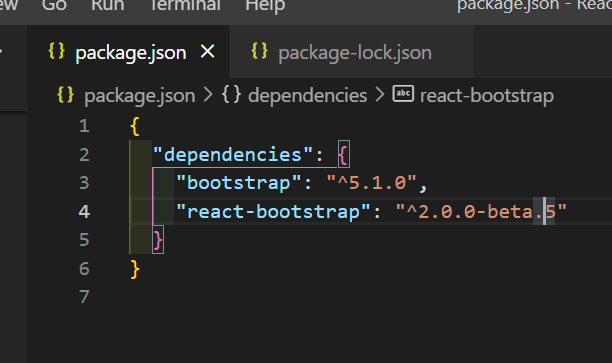 Go Run Terminal Help package.json - Reac
{} package.json × {} package-lock.json
{} package.json > {} dependencies > abc react-bootstrap
1 {
2 "dependencies": {
3 "bootstrap": "^5.1.0",
4 "react-bootstrap": "^2.0.0-beta.5"
5 }
6 }
7